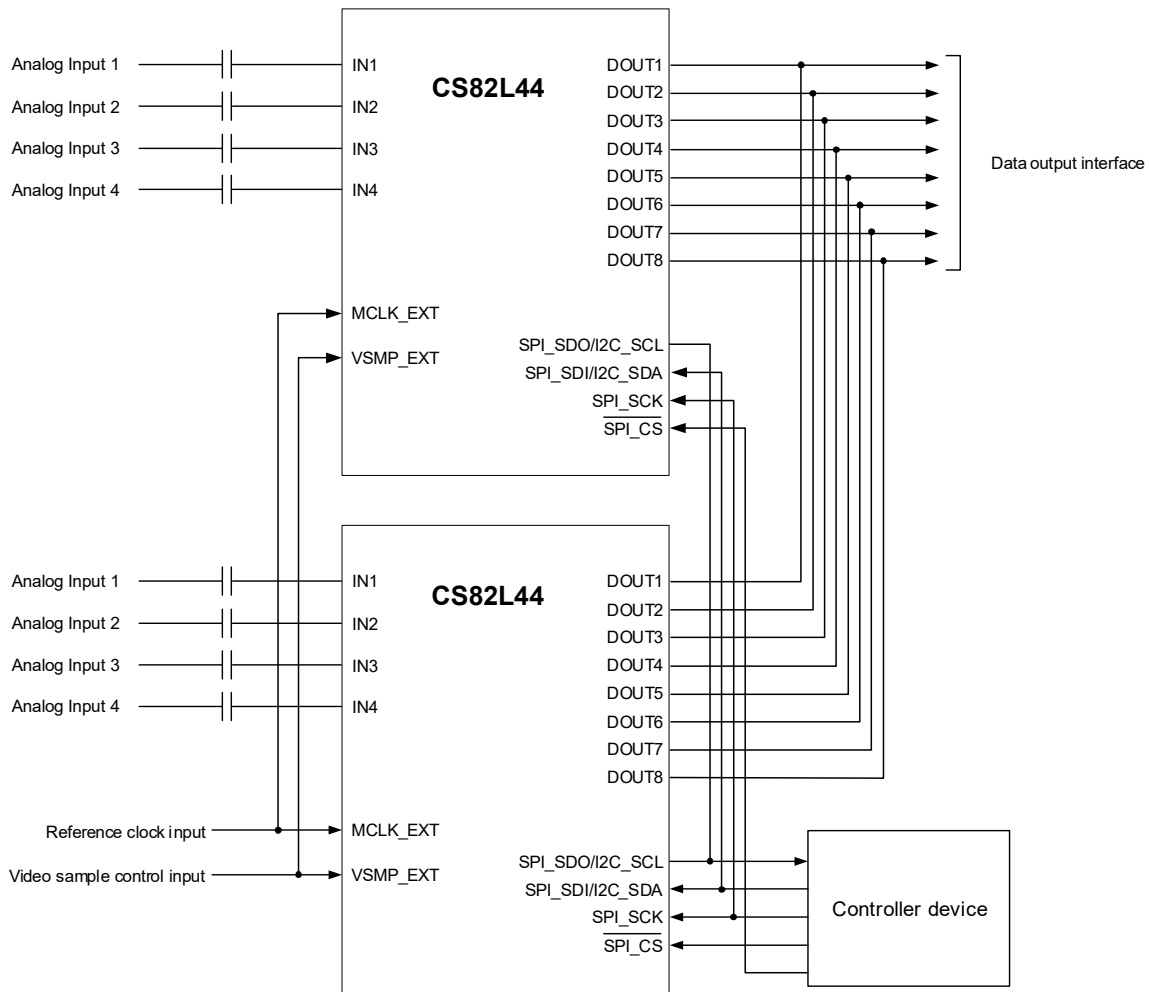 CS82L44
Analog Input 1
Analog Input 2
Analog Input 3
Analog Input 4
IN1
IN2
IN3
IN4
MCLK_EXT
VSMP_EXT
DOUT1
DOUT2
DOUT3
DOUT4
DOUT5
DOUT6
DOUT7
DOUT8
SPI_SDO/I2C_SCL
SPI_SDI/I2C_SDA
SPI_SCK
SPI_CS
Data output interface
CS82L44
Analog Input 1
Analog Input 2
Analog Input 3
Analog Input 4
Reference clock input
Video sample control input
IN1
IN2
IN3
IN4
MCLK_EXT
VSMP_EXT
DOUT1
DOUT2
DOUT3
DOUT4
DOUT5
DOUT6
DOUT7
DOUT8
SPI_SDO/I2C_SCL
SPI_SDI/I2C_SDA
SPI_SCK
SPI_CS
Controller device